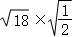 √18 × √(1/2)